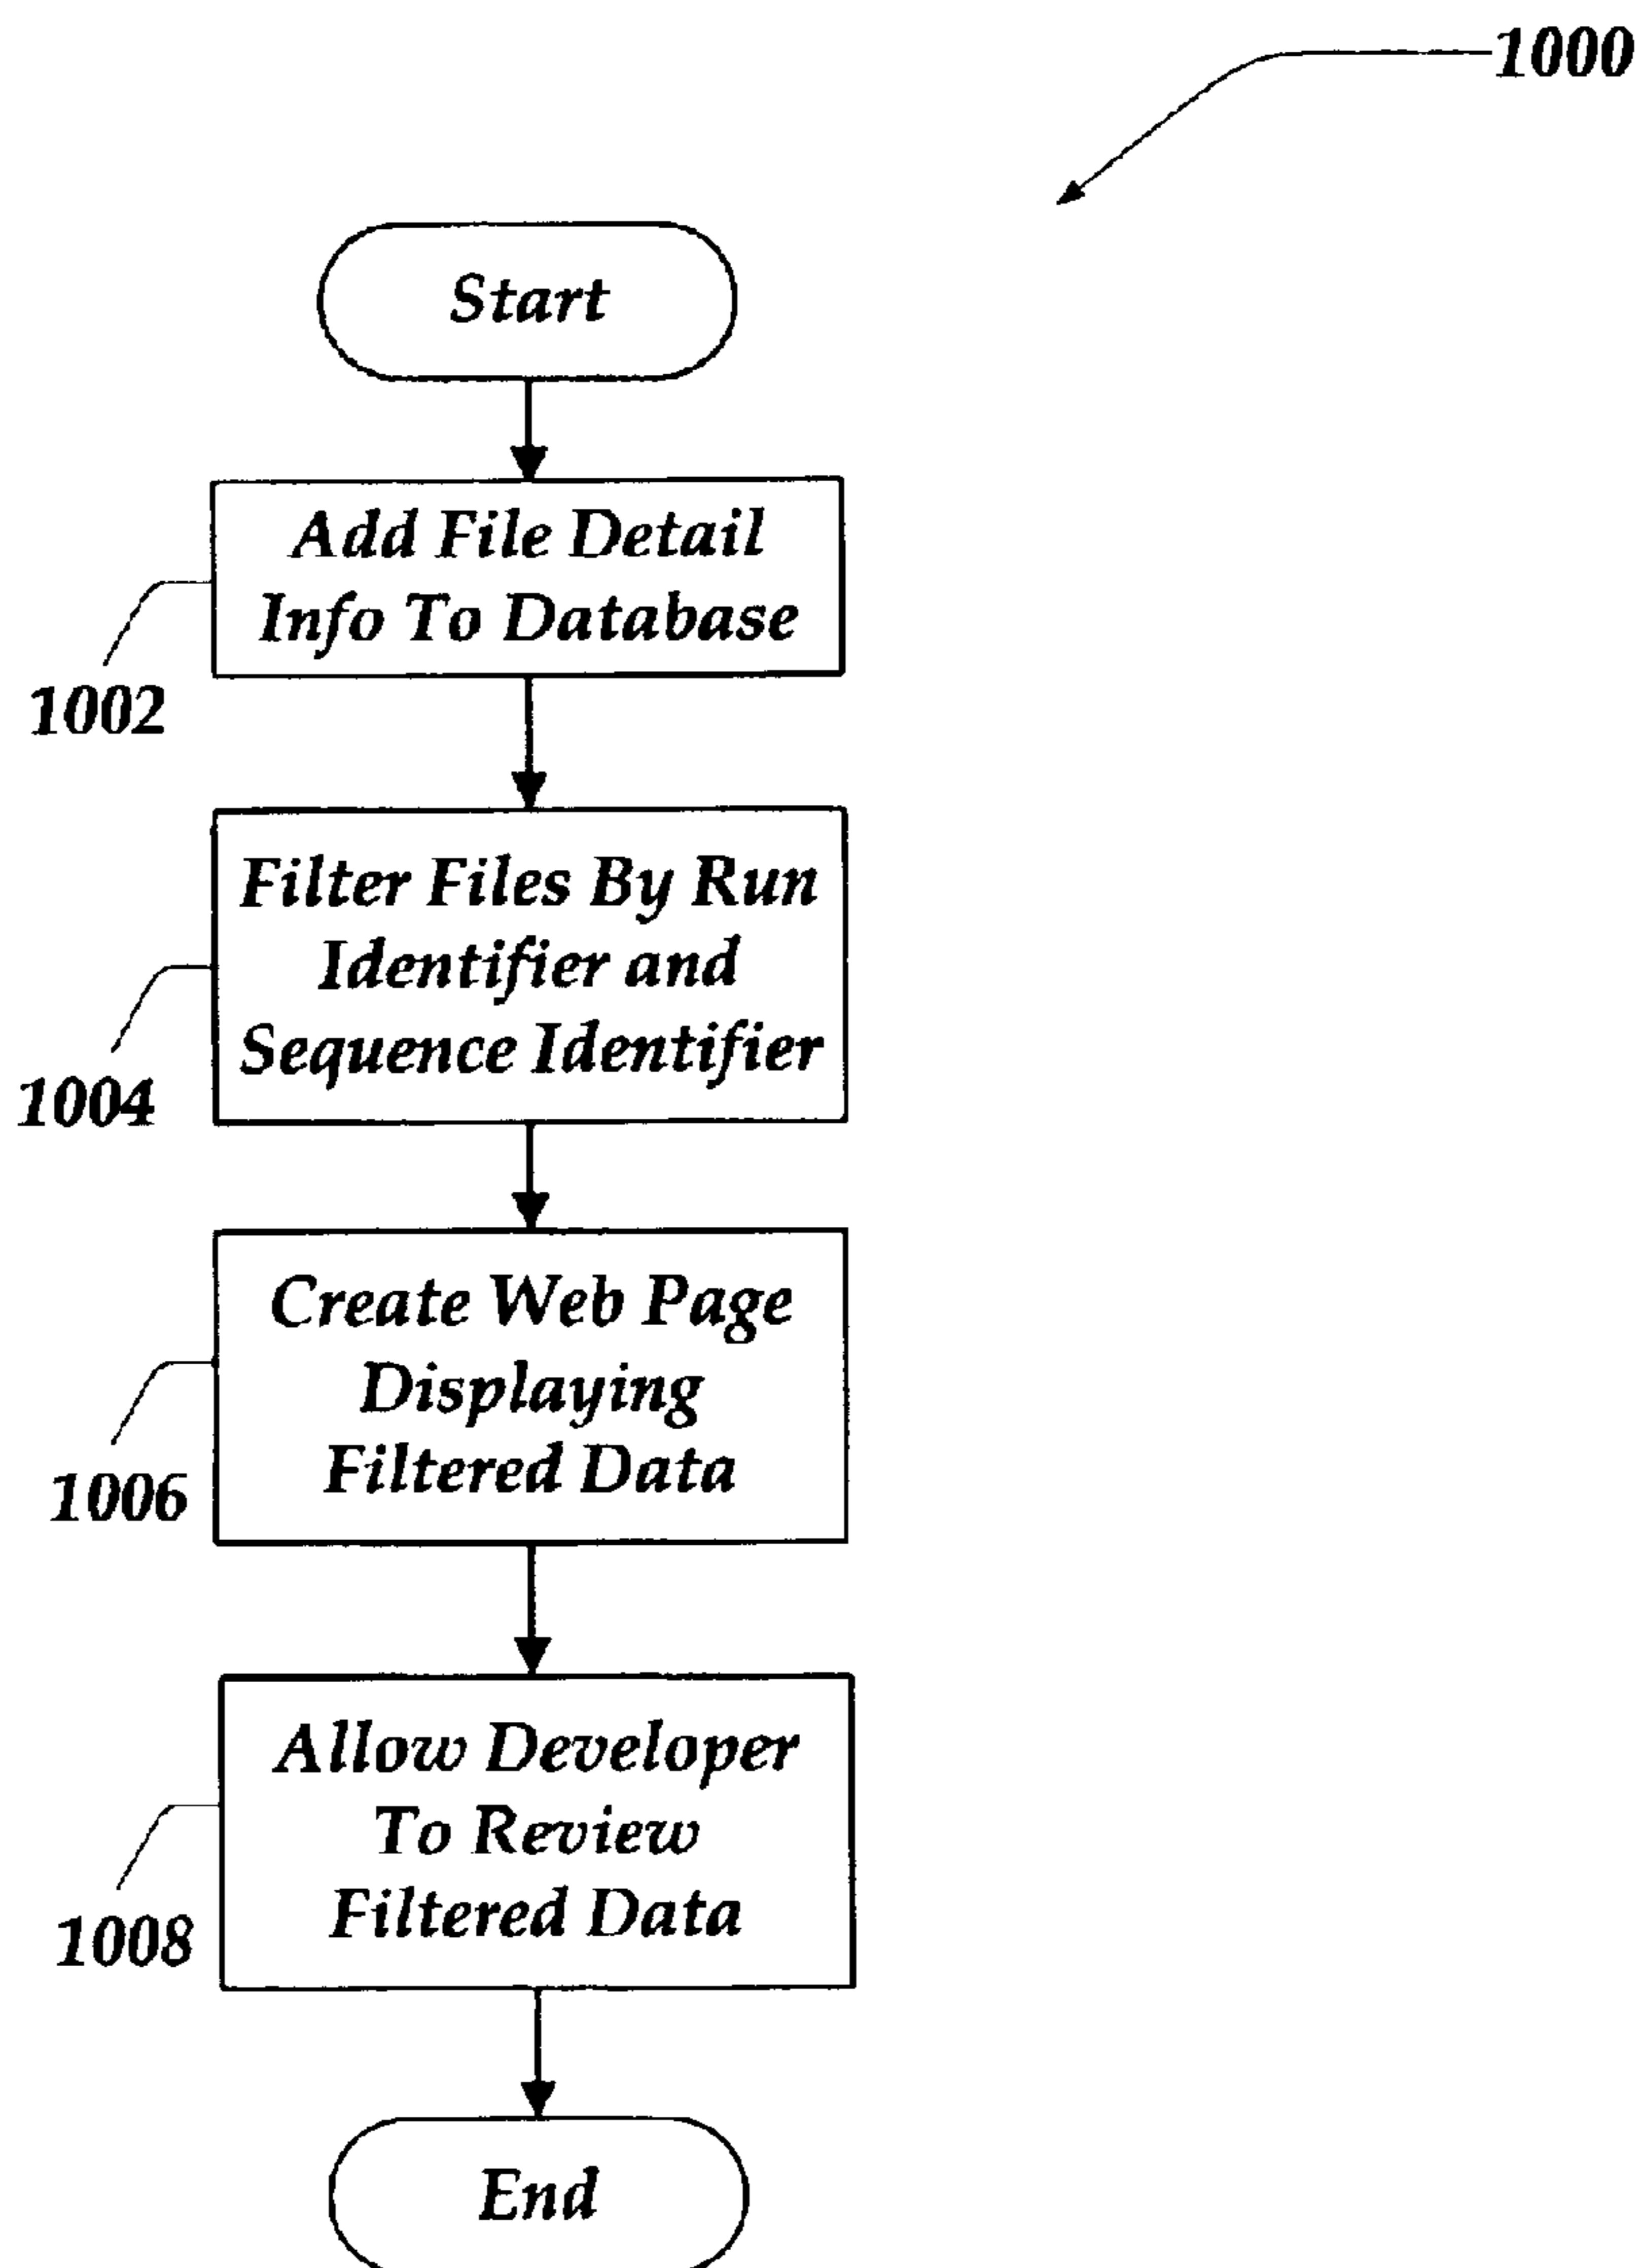 1000
Start
Add File Detail
Info To Database
1002
Filter Files By Run
Identifier and
Sequence Identifier
1004
Create Web Page
Displaying
Filtered Data
1006
Allow Developer
To Review
Filtered Data
1008
End